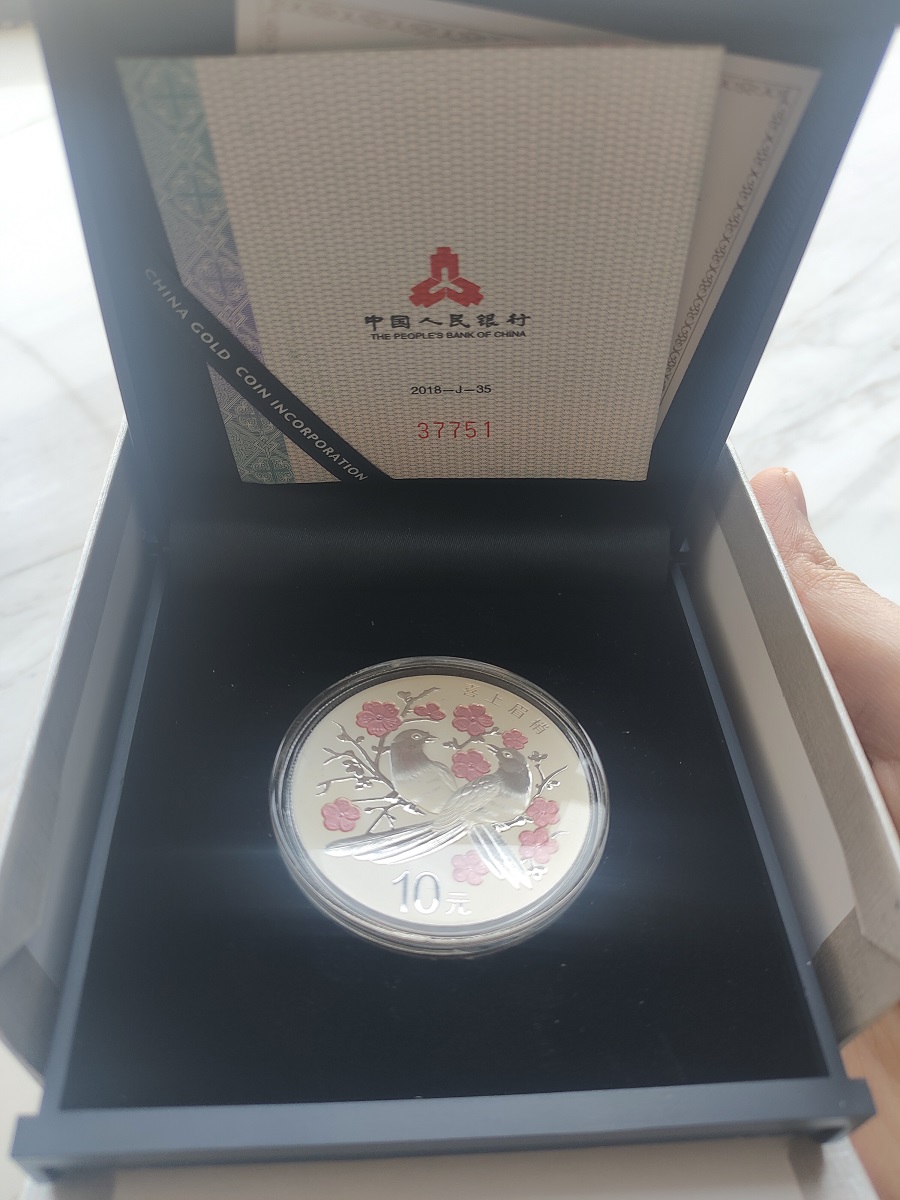 中国人民银行
THE PEOPLE'S BANK OF CHINA
2018—J—35
37751
CHINA GOLD COIN INCORPORATION
喜上眉梢
10元